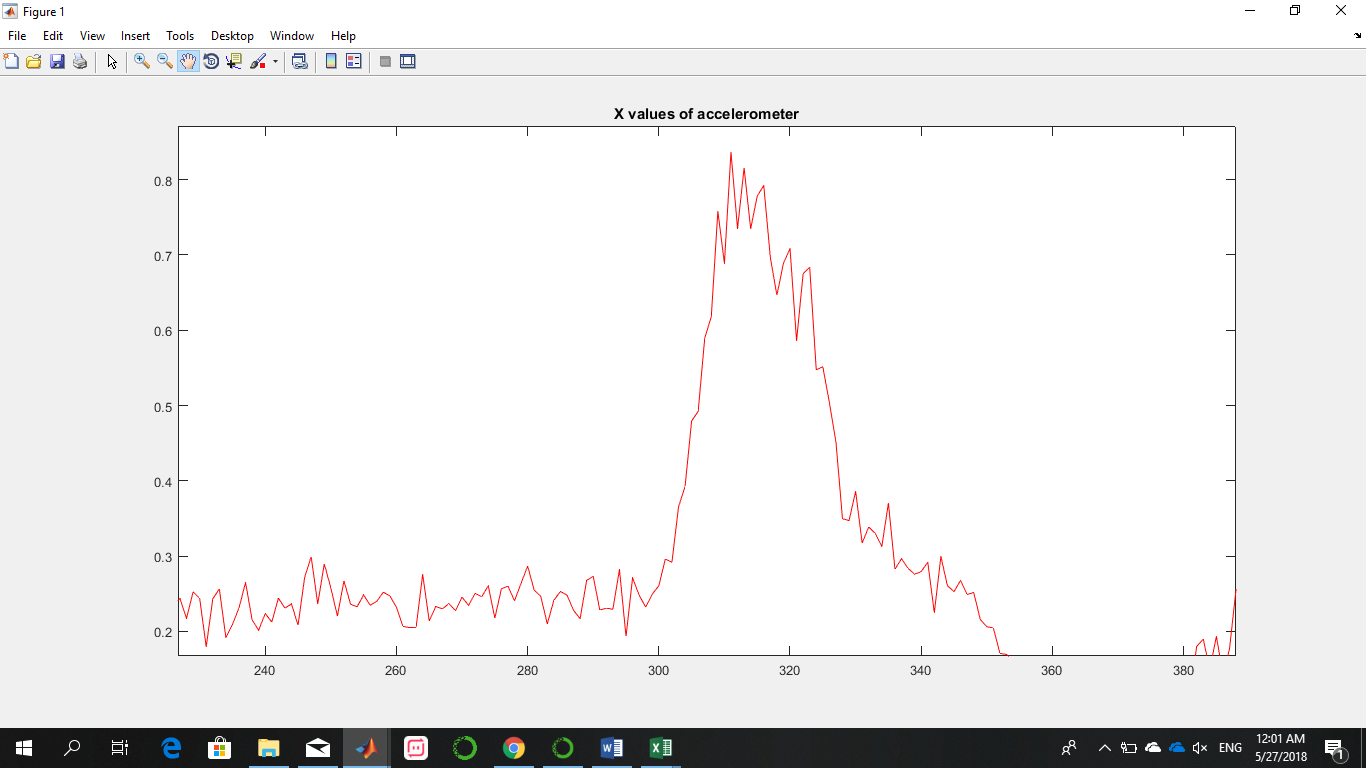 Figure 1
File Edit View Insert Tools Desktop Window Help
X values of accelerometer
0.8
0.7
0.6
0.5
0.4
0.3
0.2
240 260 280 300 320 340 360 380
ENG
12:01 AM
5/27/2018
1